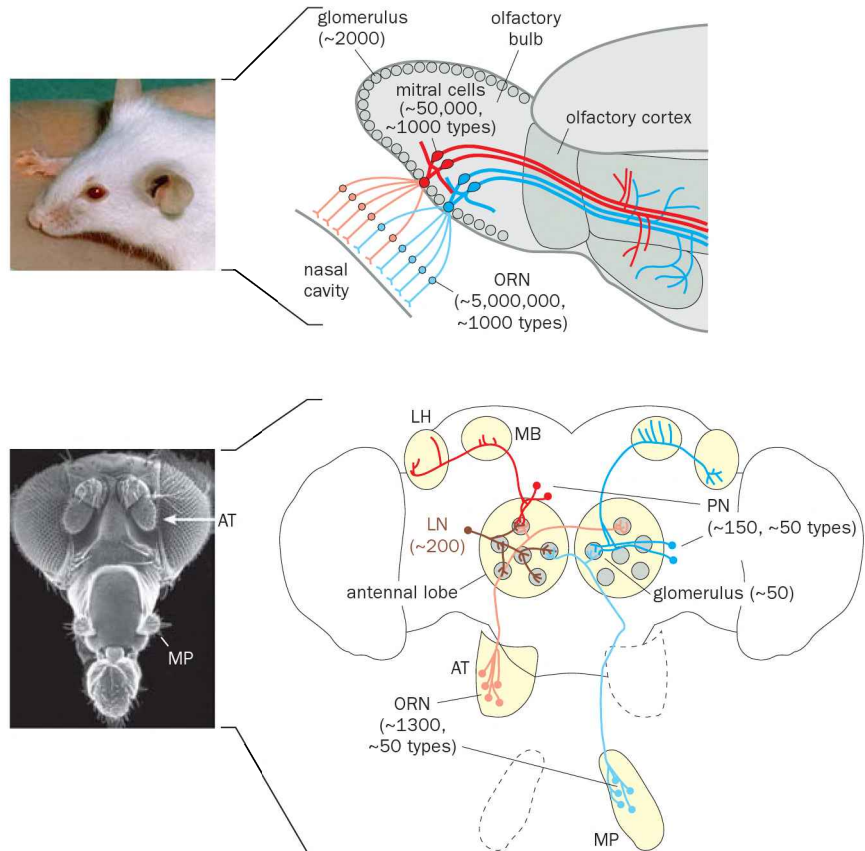 glomerulus
(~2000)
olfactory
bulb
mitral cells
(~50,000,
~1000 types)
olfactory cortex
nasal
cavity
ORN
(~5,000,000,
~1000 types)
AT
MP
LH
MB
PN
(~150, ~50 types)
LN
(~200)
antennal lobe
glomerulus (~50)
AT
ORN
(~1300,
~50 types)
MP